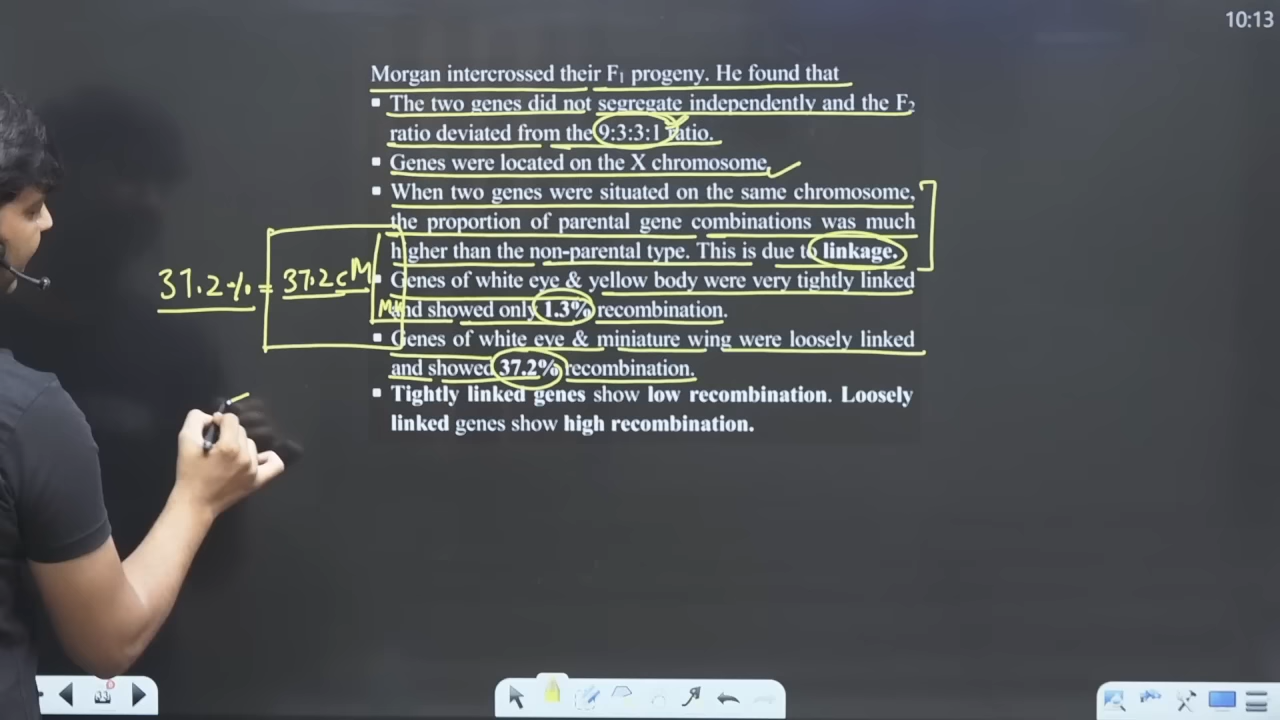 10:13
Morgan intercrossed their F₁ progeny. He found that
▪ The two genes did not segregate independently and the F₂
ratio deviated from the 9:3:3:1 ratio.
▪ Genes were located on the X chromosome.
▪ When two genes were situated on the same chromosome,
the proportion of parental gene combinations was much
higher than the non-parental type. This is due to linkage.
37.2% = 37.2 cM
▪ Genes of white eye & yellow body were very tightly linked
and showed only 1.3% recombination.
▪ Genes of white eye & miniature wing were loosely linked
and showed 37.2% recombination.
▪ Tightly linked genes show low recombination. Loosely
linked genes show high recombination.